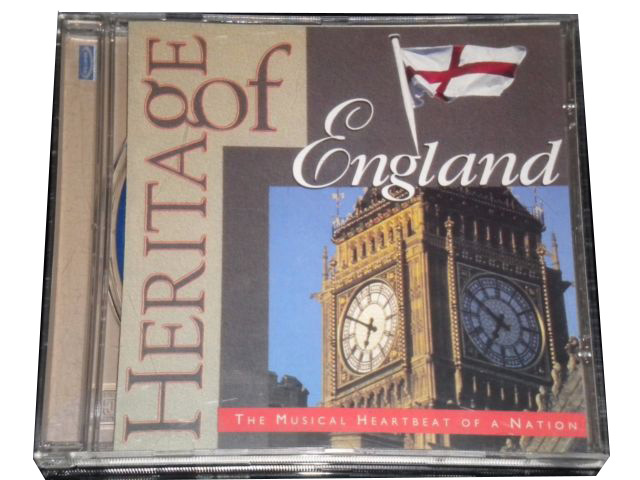 HERITAGE
of
England
THE MUSICAL HEARTBEAT OF A NATION